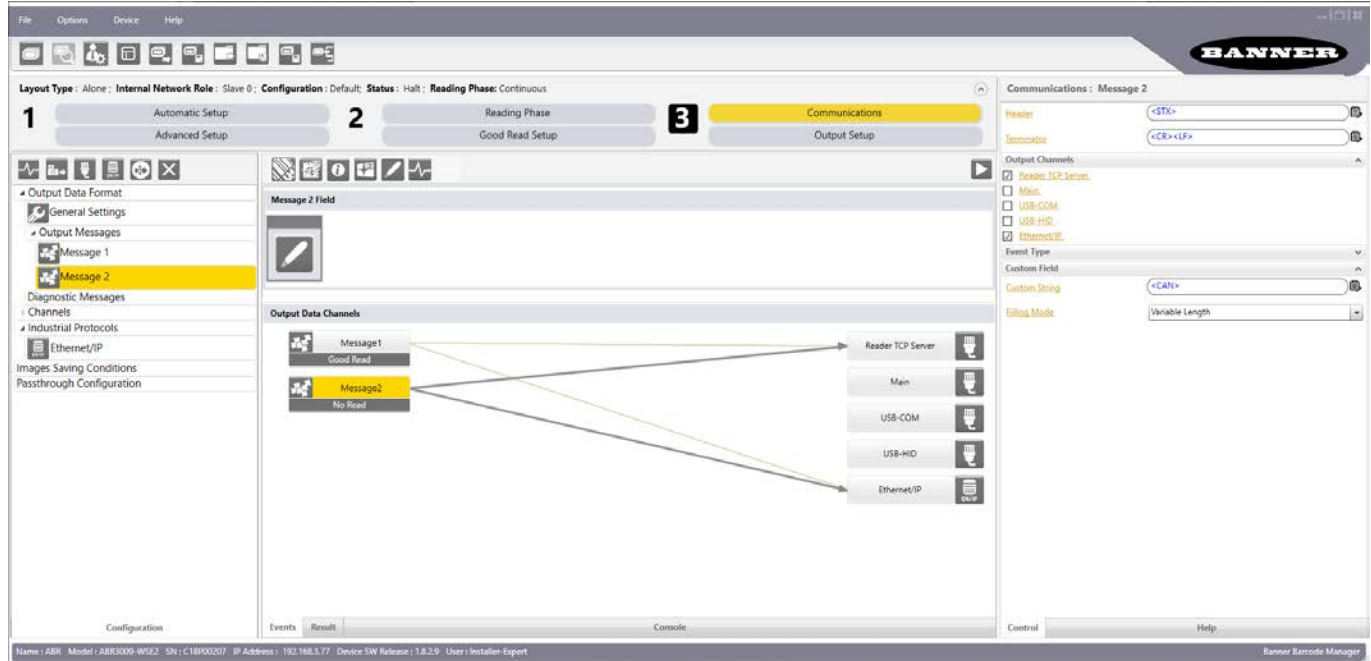 File Options Device Help
BANNER
Layout Type : Alone ; Internal Network Role : Slave 0 ; Configuration : Default; Status : Halt ; Reading Phase: Continuous
1 Automatic Setup 2 Reading Phase 3 Communications
Advanced Setup Good Read Setup Output Setup
Output Data Format
General Settings
Output Messages
Message 1
Message 2
Diagnostic Messages
Channels
Industrial Protocols
Ethernet/IP
Images Saving Conditions
Passthrough Configuration
Configuration
Message 2 Field
Output Data Channels
Message1
Good Read
Message2
No Read
Reader TCP Server
Main
USB-COM
USB-HID
Ethernet/IP
EN/IP
Events Result Console
Communications : Message 2
Header <STX>
Terminator <CR><LF>
Output Channels
Reader TCP Server
Main
USB-COM
USB-HID
Ethernet/IP
Event Type
Custom Field
Custom String <CAN>
Filling Mode Variable Length
Control Help
Name : ABR Model : ABR3009-WSE2 SN : C18P00207 IP Address : 192.168.3.77 Device SW Release : 1.8.2.9 User : Installer-Expert Banner Barcode Manager